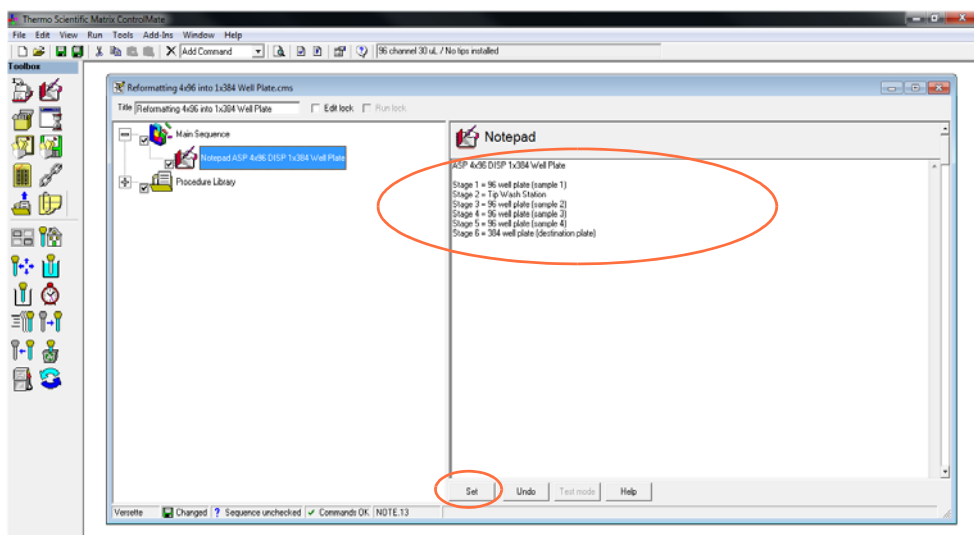 Thermo Scientific Matrix ControlMate
File Edit View Run Tools Add-Ins Window Help
Add Command
96 channel 30 uL / No tips installed
Toolbox
Reformatting 4x96 into 1x384 Well Plate.cms
Title Reformatting 4x96 into 1x384 Well Plate Edit lock Run lock
Main Sequence
Notepad ASP 4x96 DISP 1x384 Well Plate
Procedure Library
Notepad
ASP 4x96 DISP 1x384 Well Plate
Stage 1 = 96 well plate (sample 1)
Stage 2 = Tip Wash Station
Stage 3 = 96 well plate (sample 2)
Stage 4 = 96 well plate (sample 3)
Stage 5 = 96 well plate (sample 4)
Stage 6 = 384 well plate (destination plate)
Set Undo Test mode Help
Versette Changed ? Sequence unchecked Commands OK NOTE.13